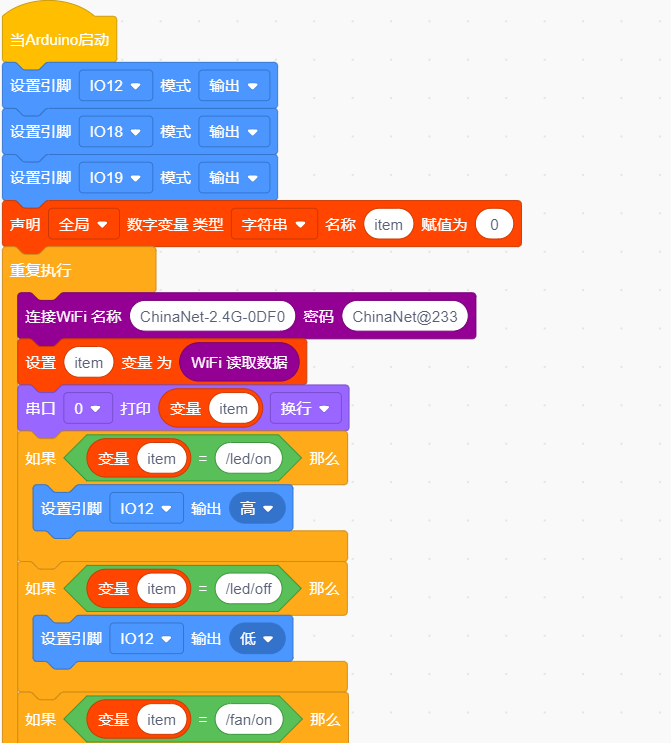 当Arduino启动
设置引脚 IO12 模式 输出
设置引脚 IO18 模式 输出
设置引脚 IO19 模式 输出
声明 全局 数字变量 类型 字符串 名称 item 赋值为 0
重复执行
连接WiFi 名称 ChinaNet-2.4G-0DF0 密码 ChinaNet@233
设置 item 变量 为 WiFi 读取数据
串口 0 打印 变量 item 换行
如果 变量 item = /led/on 那么
设置引脚 IO12 输出 高
如果 变量 item = /led/off 那么
设置引脚 IO12 输出 低
如果 变量 item = /fan/on 那么